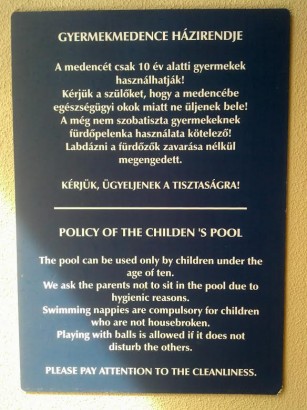 GYERMEKMEDENCE HÁZIRENDJE
A medencét csak 10 év alatti gyermekek
használhatják!
Kérjük a szülőket, hogy a medencébe
egészségügyi okok miatt ne üljenek bele!
A még nem szobatiszta gyermekeknek
fürdőpelenka használata kötelező!
Labdázni a fürdőzők zavarása nélkül
megengedett.
KÉRJÜK, ÜGYELJENEK A TISZTASÁGRA!
POLICY OF THE CHILDEN 'S POOL
The pool can be used only by children under the
age of ten.
We ask the parents not to sit in the pool due to
hygienic reasons.
Swimming nappies are compulsory for children
who are not housebroken.
Playing with balls is allowed if it does not
disturb the others.
PLEASE PAY ATTENTION TO THE CLEANLINESS.